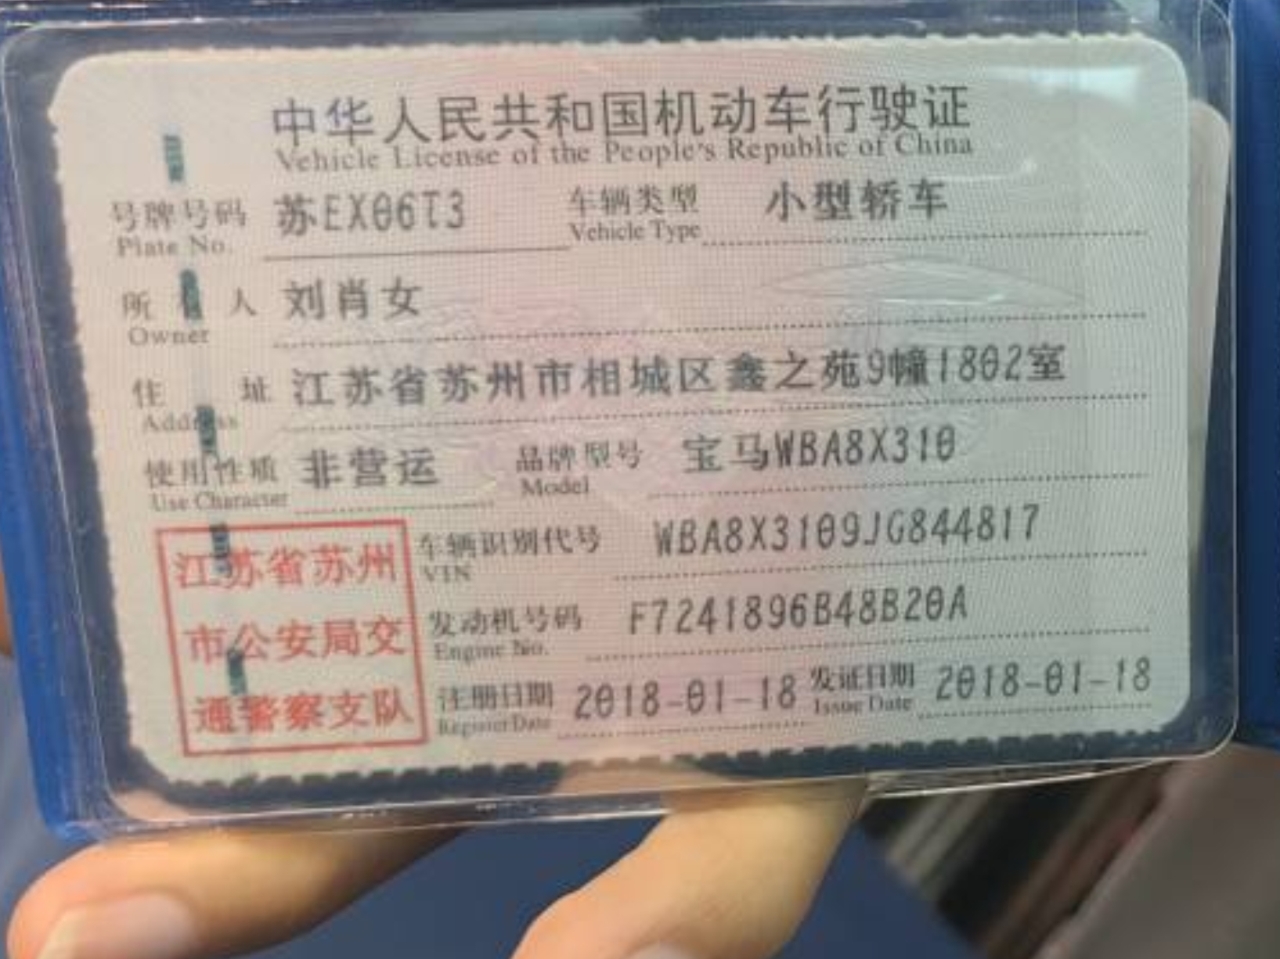 中华人民共和国机动车行驶证
Vehicle License of the People's Republic of China
号牌号码 苏EX06T3 车辆类型 小型轿车
Plate No. Vehicle Type
所 人 刘肖女
Owner
住 址 江苏省苏州市相城区鑫之苑9幢1802室
Address
使用性质 非营运 品牌型号 宝马WBA8X310
Use Character Model
江苏省苏州 车辆识别代号 WBA8X3109JG844817
VIN
市公安局交 发动机号码 F7241896B48B20A
Engine No.
通警察支队 注册日期 2018-01-18 发证日期 2018-01-18
Register Date Issue Date